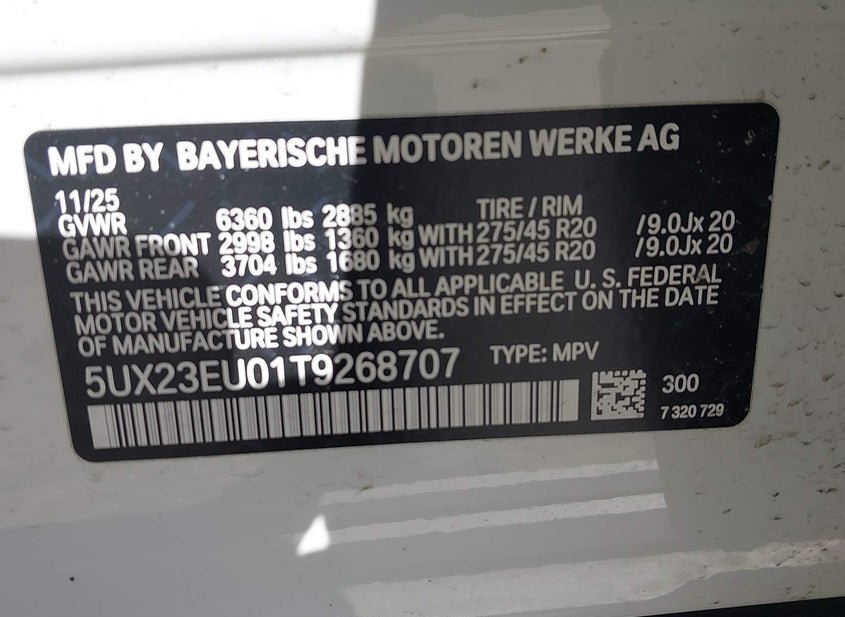 MFD BY BAYERISCHE MOTOREN WERKE AG
11/25
GVWR 6360 lbs 2885 kg TIRE / RIM
GAWR FRONT 2998 lbs 1360 kg WITH 275/45 R20 /9.0Jx 20
GAWR REAR 3704 lbs 1680 kg WITH 275/45 R20 /9.0Jx 20
THIS VEHICLE CONFORMS TO ALL APPLICABLE U. S. FEDERAL
MOTOR VEHICLE SAFETY STANDARDS IN EFFECT ON THE DATE
OF MANUFACTURE SHOWN ABOVE.
5UX23EU01T9268707 TYPE: MPV
300
7 320 729